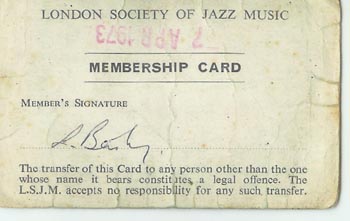 LONDON SOCIETY OF JAZZ MUSIC
7 APR 1973
MEMBERSHIP CARD
MEMBER'S SIGNATURE
The transfer of this Card to any person other than the one
whose name it bears constitutes a legal offence. The
L.S.J.M. accepts no responsibility for any such transfer.